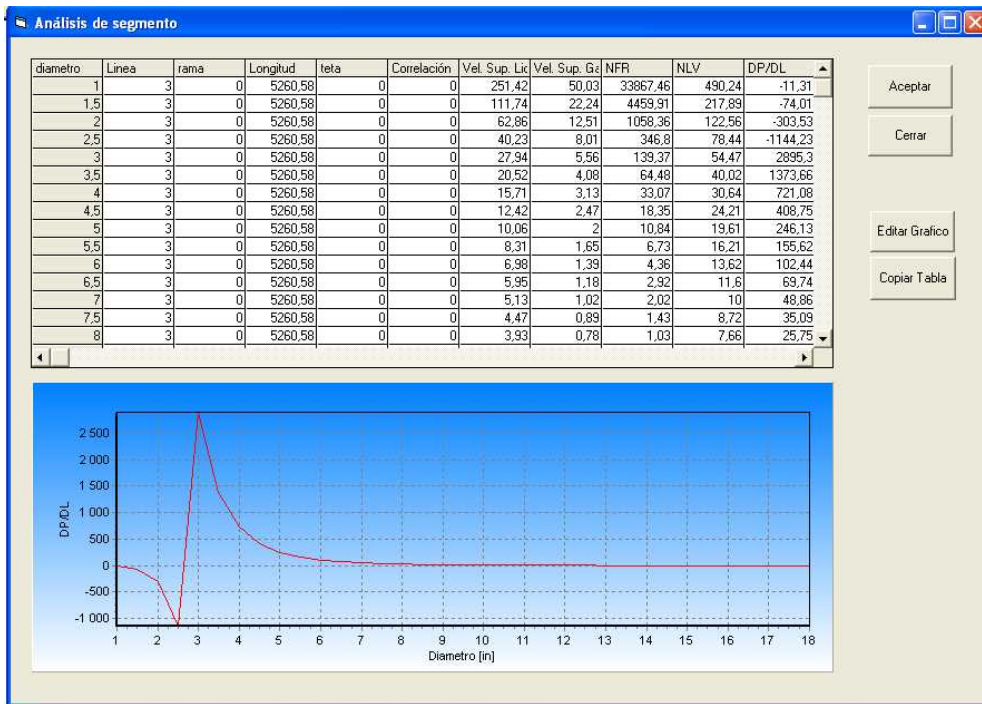 Análisis de segmento
diametro Linea rama Longitud teta Correlación Vel. Sup. Lic Vel. Sup. Ga NFR NLV DP/DL
1 3 0 5260,58 0 0 251,42 50,03 33867,46 490,24 -11,31
1,5 3 0 5260,58 0 0 111,74 22,24 4459,91 217,89 -74,01
2 3 0 5260,58 0 0 62,86 12,51 1058,36 122,56 -303,53
2,5 3 0 5260,58 0 0 40,23 8,01 346,8 78,44 -1144,23
3 3 0 5260,58 0 0 27,94 5,56 139,37 54,47 2895,3
3,5 3 0 5260,58 0 0 20,52 4,08 64,48 40,02 1373,66
4 3 0 5260,58 0 0 15,71 3,13 33,07 30,64 721,08
4,5 3 0 5260,58 0 0 12,42 2,47 18,35 24,21 408,75
5 3 0 5260,58 0 0 10,06 2 10,84 19,61 246,13
5,5 3 0 5260,58 0 0 8,31 1,65 6,73 16,21 155,62
6 3 0 5260,58 0 0 6,98 1,39 4,36 13,62 102,44
6,5 3 0 5260,58 0 0 5,95 1,18 2,92 11,6 69,74
7 3 0 5260,58 0 0 5,13 1,02 2,02 10 48,86
7,5 3 0 5260,58 0 0 4,47 0,89 1,43 8,72 35,09
8 3 0 5260,58 0 0 3,93 0,78 1,03 7,66 25,75
Aceptar
Cerrar
Editar Grafico
Copiar Tabla
2 500
2 000
1 500
1 000
500
0
-500
-1 000
DP/DL
1 2 3 4 5 6 7 8 9 10 11 12 13 14 15 16 17 18
Diametro [in]